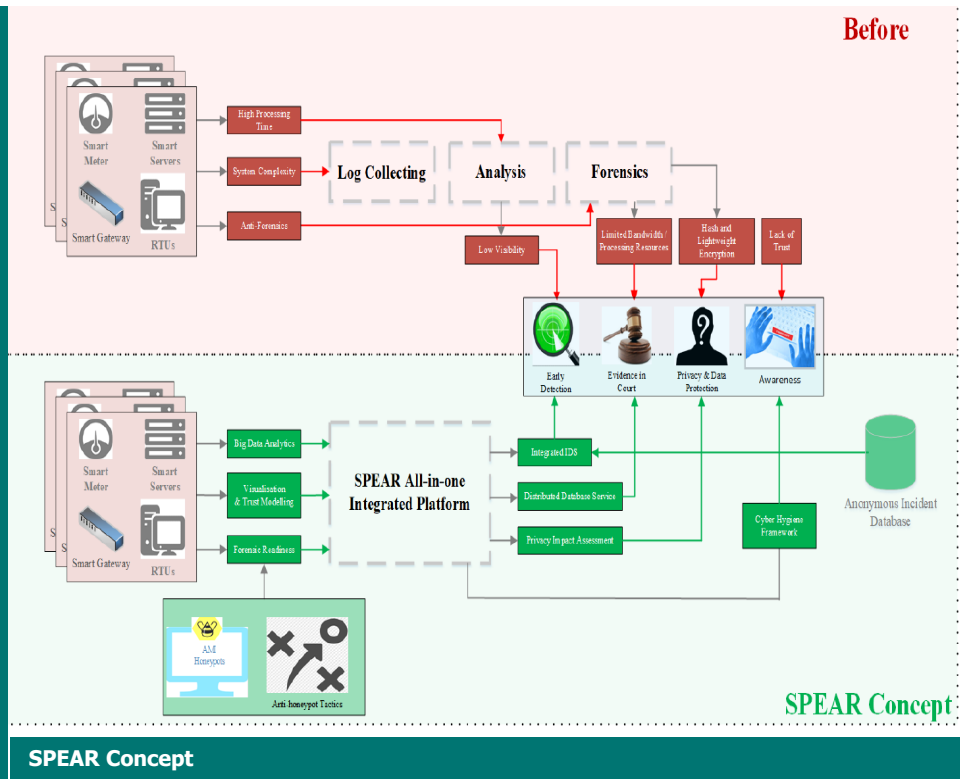 Before
High Processing
Time
Smart
Meter
Smart
Servers
System Complexity
Log Collecting
Analysis
Forensics
Anti-Forensics
Smart Gateway
RTUs
S
S
Low Visibility
Limited Bandwidth /
Processing Resources
Hash and
Lightweight
Encryption
Lack of
Trust
Early
Detection
Evidence in
Court
Privacy & Data
Protection
Awareness
Big Data Analytics
Smart
Meter
Smart
Servers
Integrated IDS
SPEAR All-in-one
Integrated Platform
Visualisation
& Trust Modelling
Distributed Database Service
Anonymous Incident
Database
Cyber Hygiene
Framework
Privacy Impact Assessment
Forensic Readiness
Smart Gateway
RTUs
S
S
AMI
Honeypots
Anti-honeypot Tactics
SPEAR Concept
SPEAR Concept